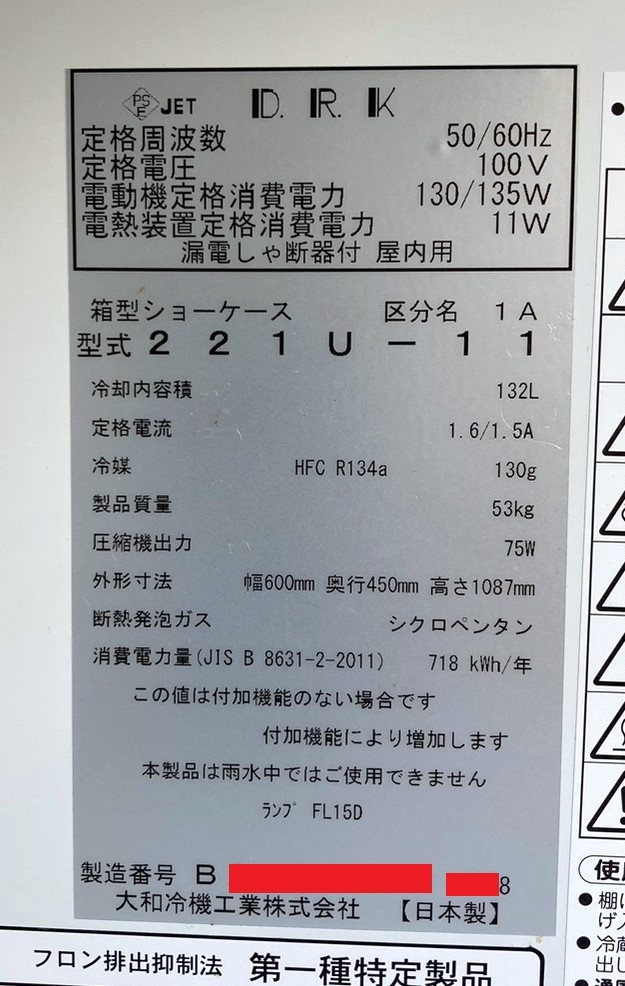 PS E JET D.R.K
定格周波数 50/60Hz
定格電圧 100V
電動機定格消費電力 130/135W
電熱装置定格消費電力 11W
漏電しゃ断器付 屋内用
箱型ショーケース 区分名 1A
型式 221U-11
冷却内容積 132L
定格電流 1.6/1.5A
冷媒 HFC R134a 130g
製品質量 53kg
圧縮機出力 75W
外形寸法 幅600mm 奥行450mm 高さ1087mm
断熱発泡ガス シクロペンタン
消費電力量(JIS B 8631-2-2011) 718 kWh/年
この値は付加機能のない場合です
付加機能により増加します
本製品は雨水中ではご使用できません
ﾗﾝﾌﾟ FL15D
製造番号 B 8
大和冷機工業株式会社 【日本製】
フロン排出抑制法 第一種特定製品
使
●棚
げ
●冷
出し